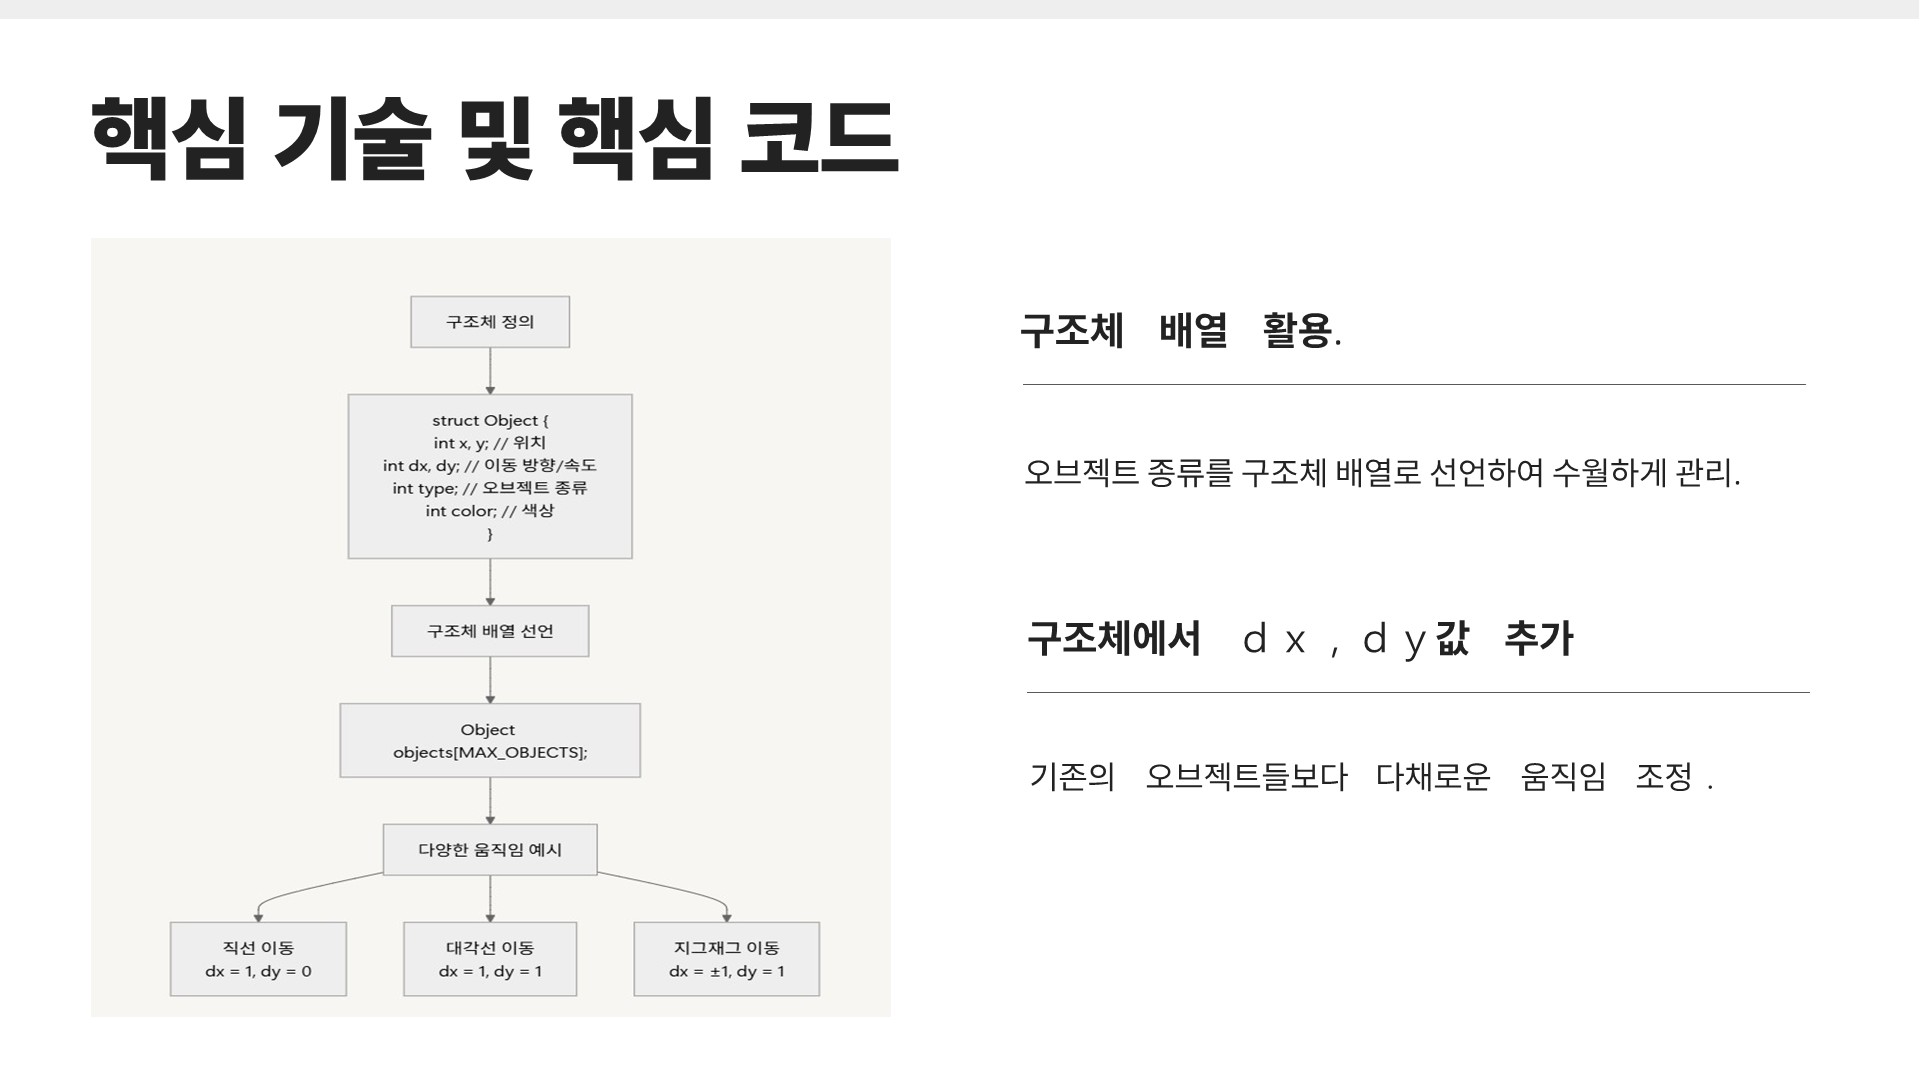 핵심 기술 및 핵심 코드
구조체 정의
struct Object {
int x, y; // 위치
int dx, dy; // 이동 방향/속도
int type; // 오브젝트 종류
int color; // 색상
}
구조체 배열 선언
Object
objects[MAX_OBJECTS];
다양한 움직임 예시
직선 이동
dx = 1, dy = 0
대각선 이동
dx = 1, dy = 1
지그재그 이동
dx = ±1, dy = 1
구조체 배열 활용.
오브젝트 종류를 구조체 배열로 선언하여 수월하게 관리.
구조체에서 dx, dy값 추가
기존의 오브젝트들보다 다채로운 움직임 조정.